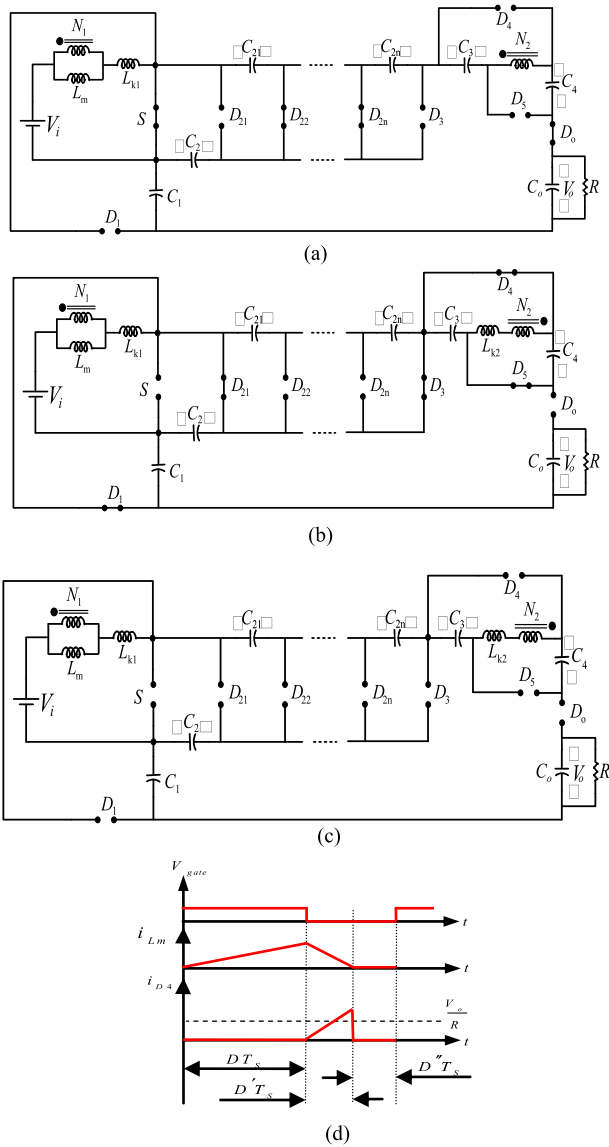 D4
N1 C21 C2n C3 N2
Lk1 C4
Lm D5
S D21 D22 D2n D3 Do
Vi
C2
Co Vo R
C1
D1
(a)
D4
N1 C21 C2n C3 N2
Lk1 Lk2 C4
Lm D5
S D21 D22 D2n D3 Do
Vi
C2
Co Vo R
C1
D1
(b)
D4
N1 C21 C2n C3 N2
Lk1 Lk2 C4
Lm D5
S D21 D22 D2n D3 Do
Vi
C2
Co Vo R
C1
D1
(c)
V gate
t
i Lm
t
i D4
Vo
R
t
DTS D"TS
D'TS
(d)